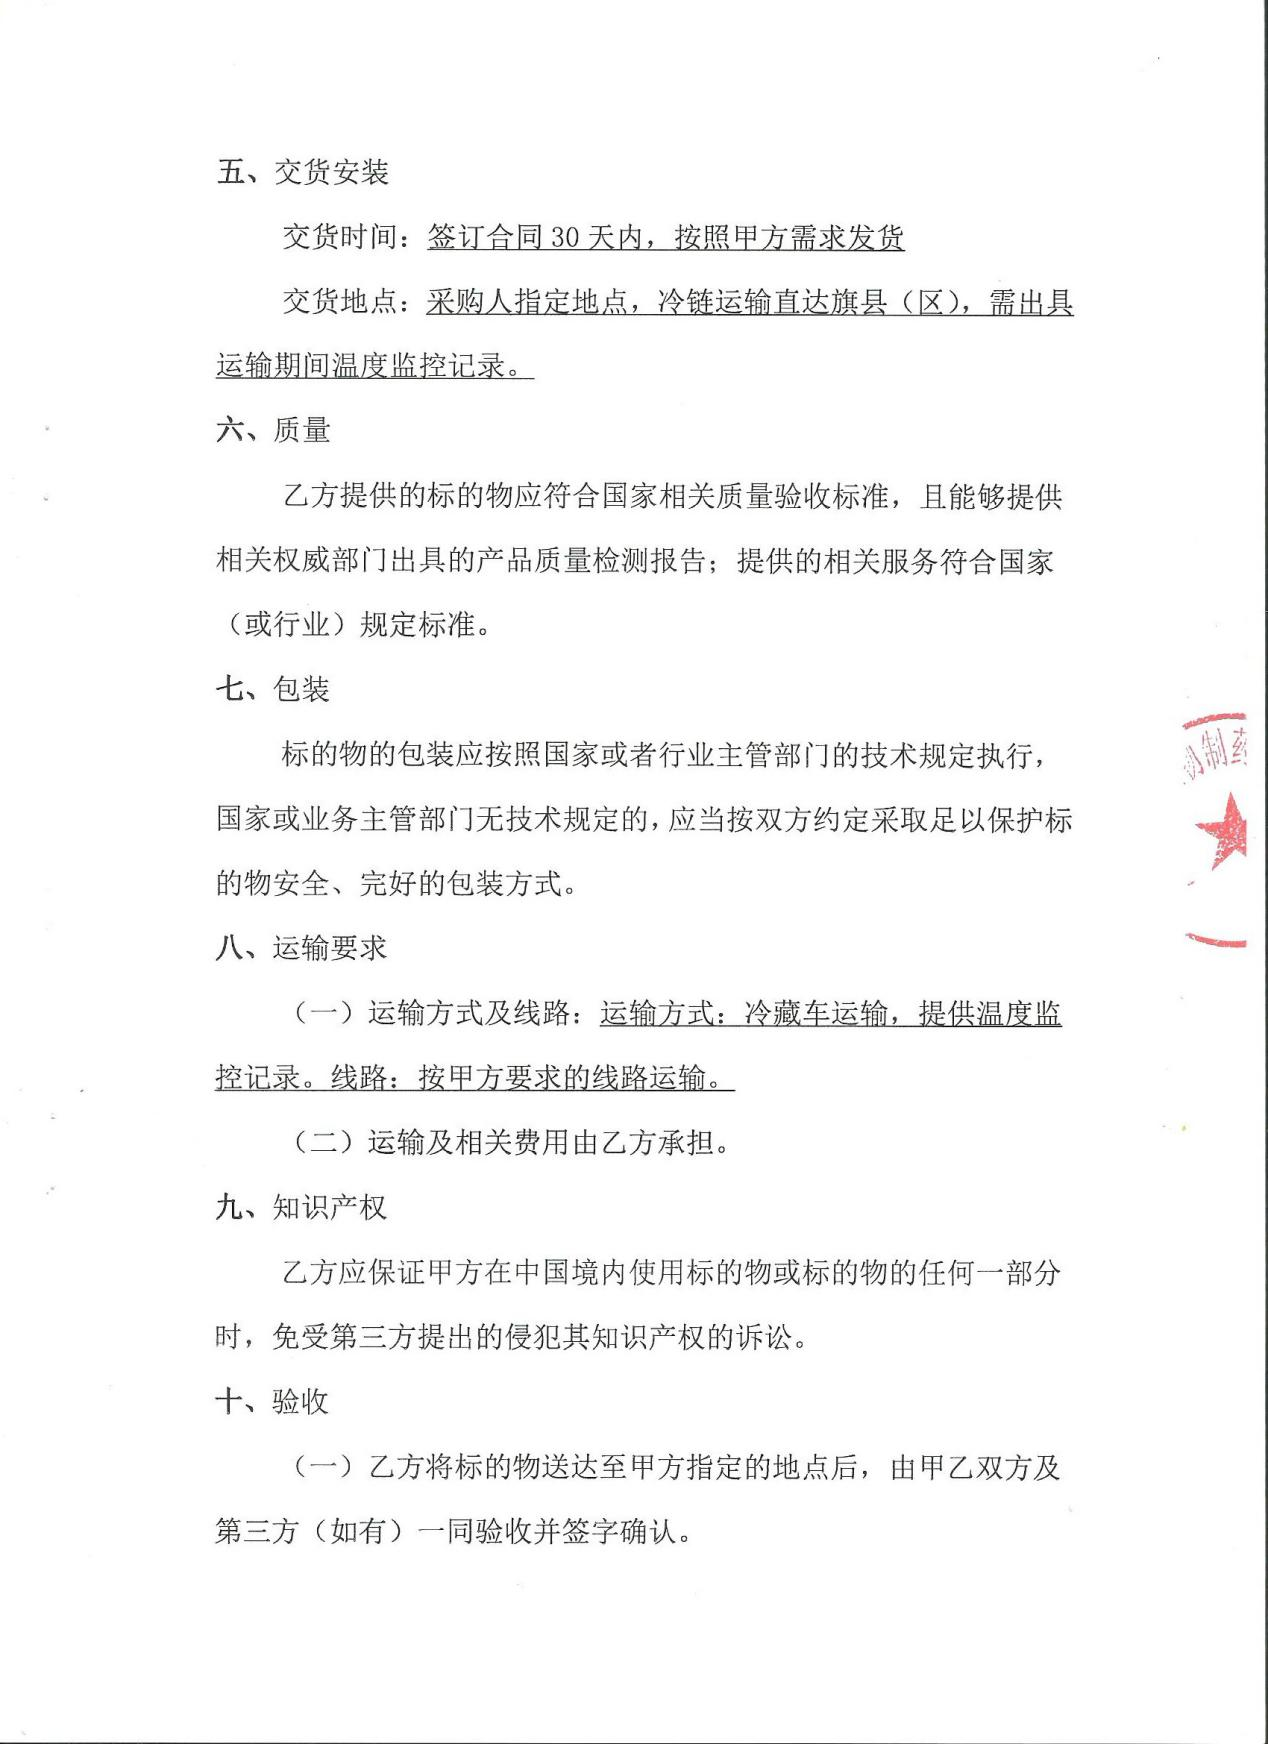 五、交货安装
交货时间：签订合同30天内，按照甲方需求发货
交货地点：采购人指定地点，冷链运输直达旗县（区），需出具
运输期间温度监控记录。
六、质量
乙方提供的标的物应符合国家相关质量验收标准，且能够提供
相关权威部门出具的产品质量检测报告；提供的相关服务符合国家
（或行业）规定标准。
七、包装
标的物的包装应按照国家或者行业主管部门的技术规定执行，
国家或业务主管部门无技术规定的，应当按双方约定采取足以保护标
的物安全、完好的包装方式。
八、运输要求
（一）运输方式及线路：运输方式：冷藏车运输，提供温度监
控记录。线路：按甲方要求的线路运输。
（二）运输及相关费用由乙方承担。
九、知识产权
乙方应保证甲方在中国境内使用标的物或标的物的任何一部分
时，免受第三方提出的侵犯其知识产权的诉讼。
十、验收
（一）乙方将标的物送达至甲方指定的地点后，由甲乙双方及
第三方（如有）一同验收并签字确认。
制药